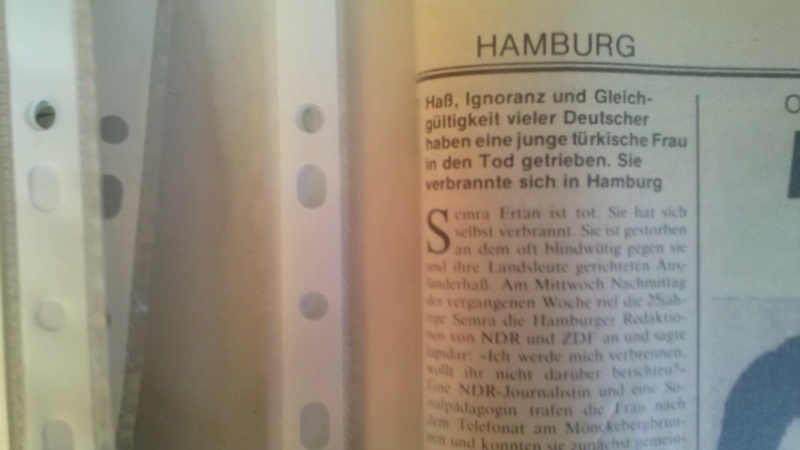 HAMBURG
Haß, Ignoranz und Gleich-
gültigkeit vieler Deutscher
haben eine junge türkische Frau
in den Tod getrieben. Sie
verbrannte sich in Hamburg
Semra Ertan ist tot. Sie hat sich
selbst verbrannt. Sie ist gestorben
an dem oft blindwütig gegen sie
und ihre Landsleute gerichteten Aus-
länderhaß. Am Mittwoch Nachmittag
der vergangenen Woche rief die 25jäh-
rige Semra die Hamburger Redaktio-
nen von NDR und ZDF an und sagte
lapidar: »Ich werde mich verbrennen,
wollt ihr nicht darüber berichten?«
Eine NDR-Journalistin und eine So-
zialpädagogin trafen die Frau nach
dem Telefonat am Mönckebergbrun-
nen und konnten sie zunächst gemein-